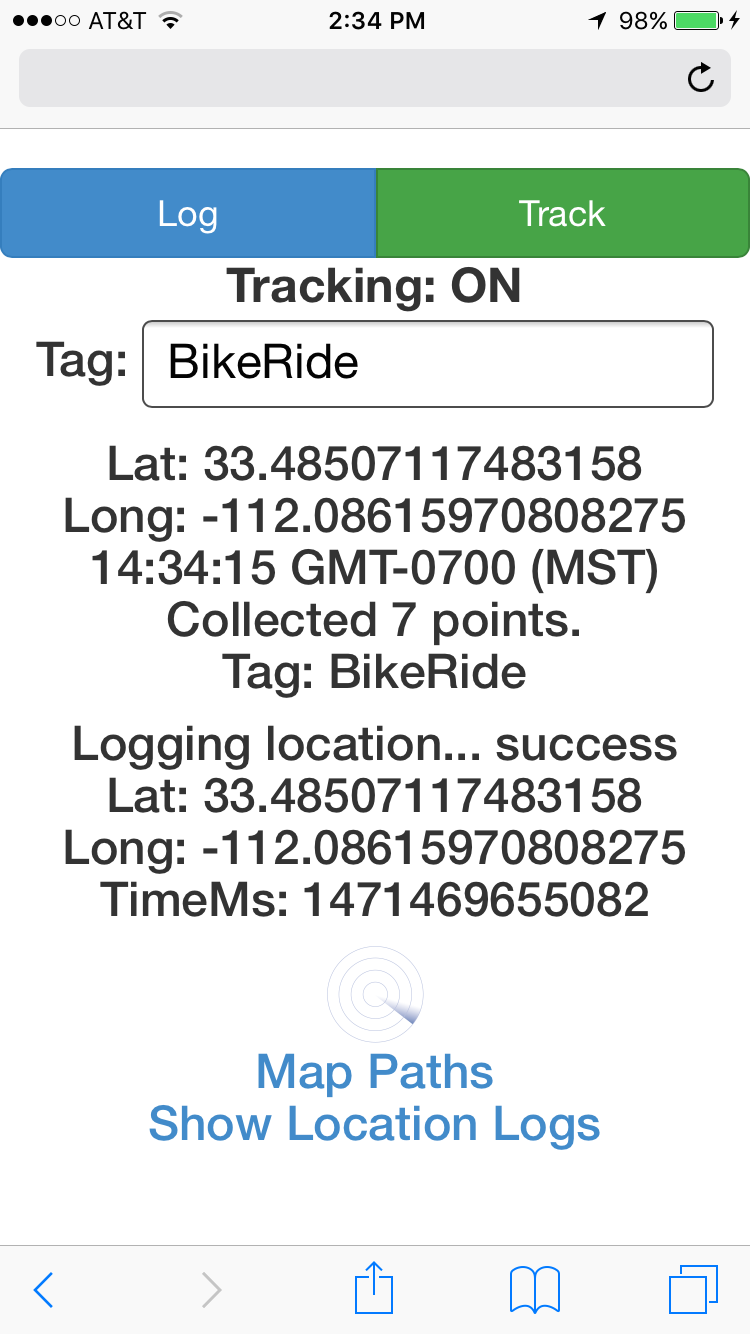 AT&T 2:34 PM 98%
Log Track
Tracking: ON
Tag: BikeRide
Lat: 33.48507117483158
Long: -112.08615970808275
14:34:15 GMT-0700 (MST)
Collected 7 points.
Tag: BikeRide
Logging location... success
Lat: 33.48507117483158
Long: -112.08615970808275
TimeMs: 1471469655082
Map Paths
Show Location Logs